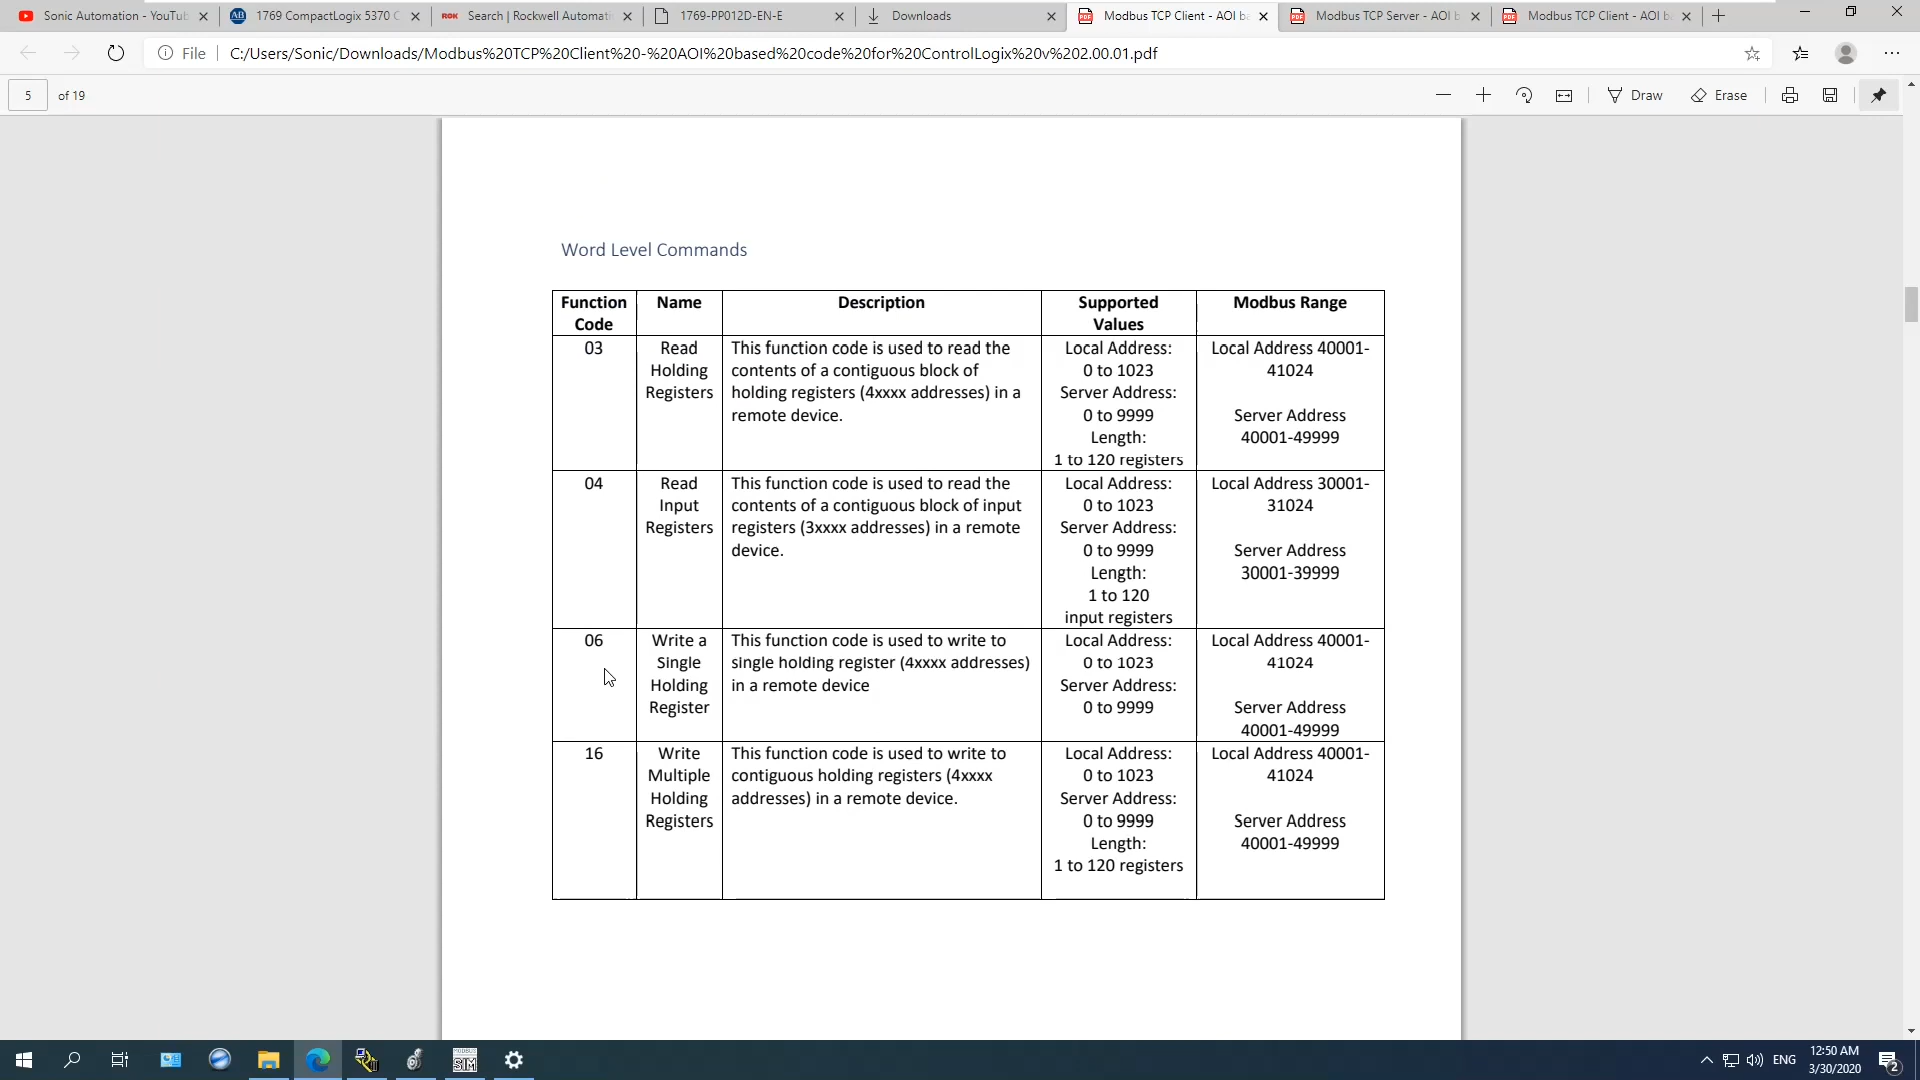 Sonic Automation - YouTub
1769 CompactLogix 5370 C
ROK Search | Rockwell Automati
1769-PP012D-EN-E
Downloads
Modbus TCP Client - AOI ba
Modbus TCP Server - AOI b
Modbus TCP Client - AOI b
File
C:/Users/Sonic/Downloads/Modbus%20TCP%20Client%20-%20AOI%20based%20code%20for%20ControlLogix%20v%202.00.01.pdf
5 of 19
Draw
Erase
Word Level Commands
Function Code
Name
Description
Supported Values
Modbus Range
03
Read
Holding
Registers
This function code is used to read the
contents of a contiguous block of
holding registers (4xxxx addresses) in a
remote device.
Local Address:
0 to 1023
Server Address:
0 to 9999
Length:
1 to 120 registers
Local Address 40001-
41024
Server Address
40001-49999
04
Read
Input
Registers
This function code is used to read the
contents of a contiguous block of input
registers (3xxxx addresses) in a remote
device.
Local Address:
0 to 1023
Server Address:
0 to 9999
Length:
1 to 120
input registers
Local Address 30001-
31024
Server Address
30001-39999
06
Write a
Single
Holding
Register
This function code is used to write to
single holding register (4xxxx addresses)
in a remote device
Local Address:
0 to 1023
Server Address:
0 to 9999
Local Address 40001-
41024
Server Address
40001-49999
16
Write
Multiple
Holding
Registers
This function code is used to write to
contiguous holding registers (4xxxx
addresses) in a remote device.
Local Address:
0 to 1023
Server Address:
0 to 9999
Length:
1 to 120 registers
Local Address 40001-
41024
Server Address
40001-49999
MODBUS
SIM
ENG
12:50 AM
3/30/2020
2